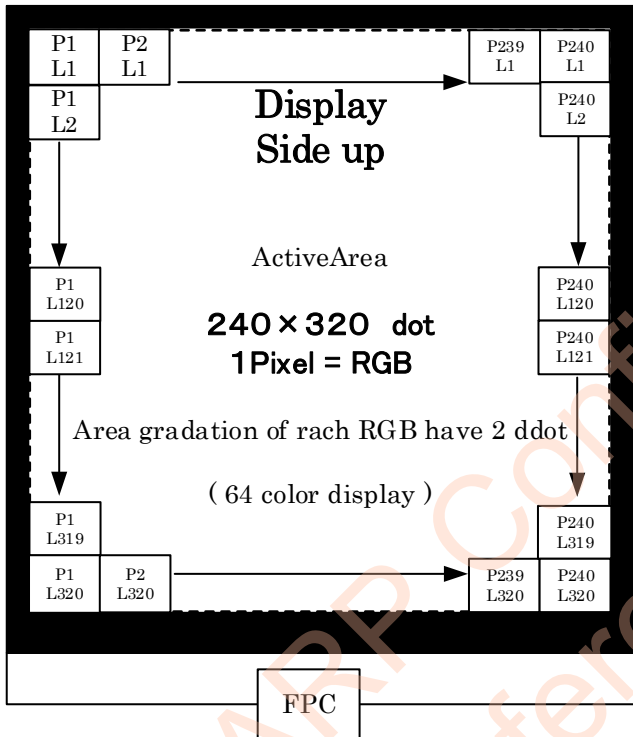 P1 P2 P239 P240
L1 L1 L1 L1
P1 P240
L2 L2
Display
Side up
ActiveArea
P1 P240
L120 L120
P1 P240
L121 L121
240×320 dot
1Pixel = RGB
Area gradation of rach RGB have 2 ddot
( 64 color display )
P1 P240
L319 L319
P1 P2 P239 P240
L320 L320 L320 L320
FPC